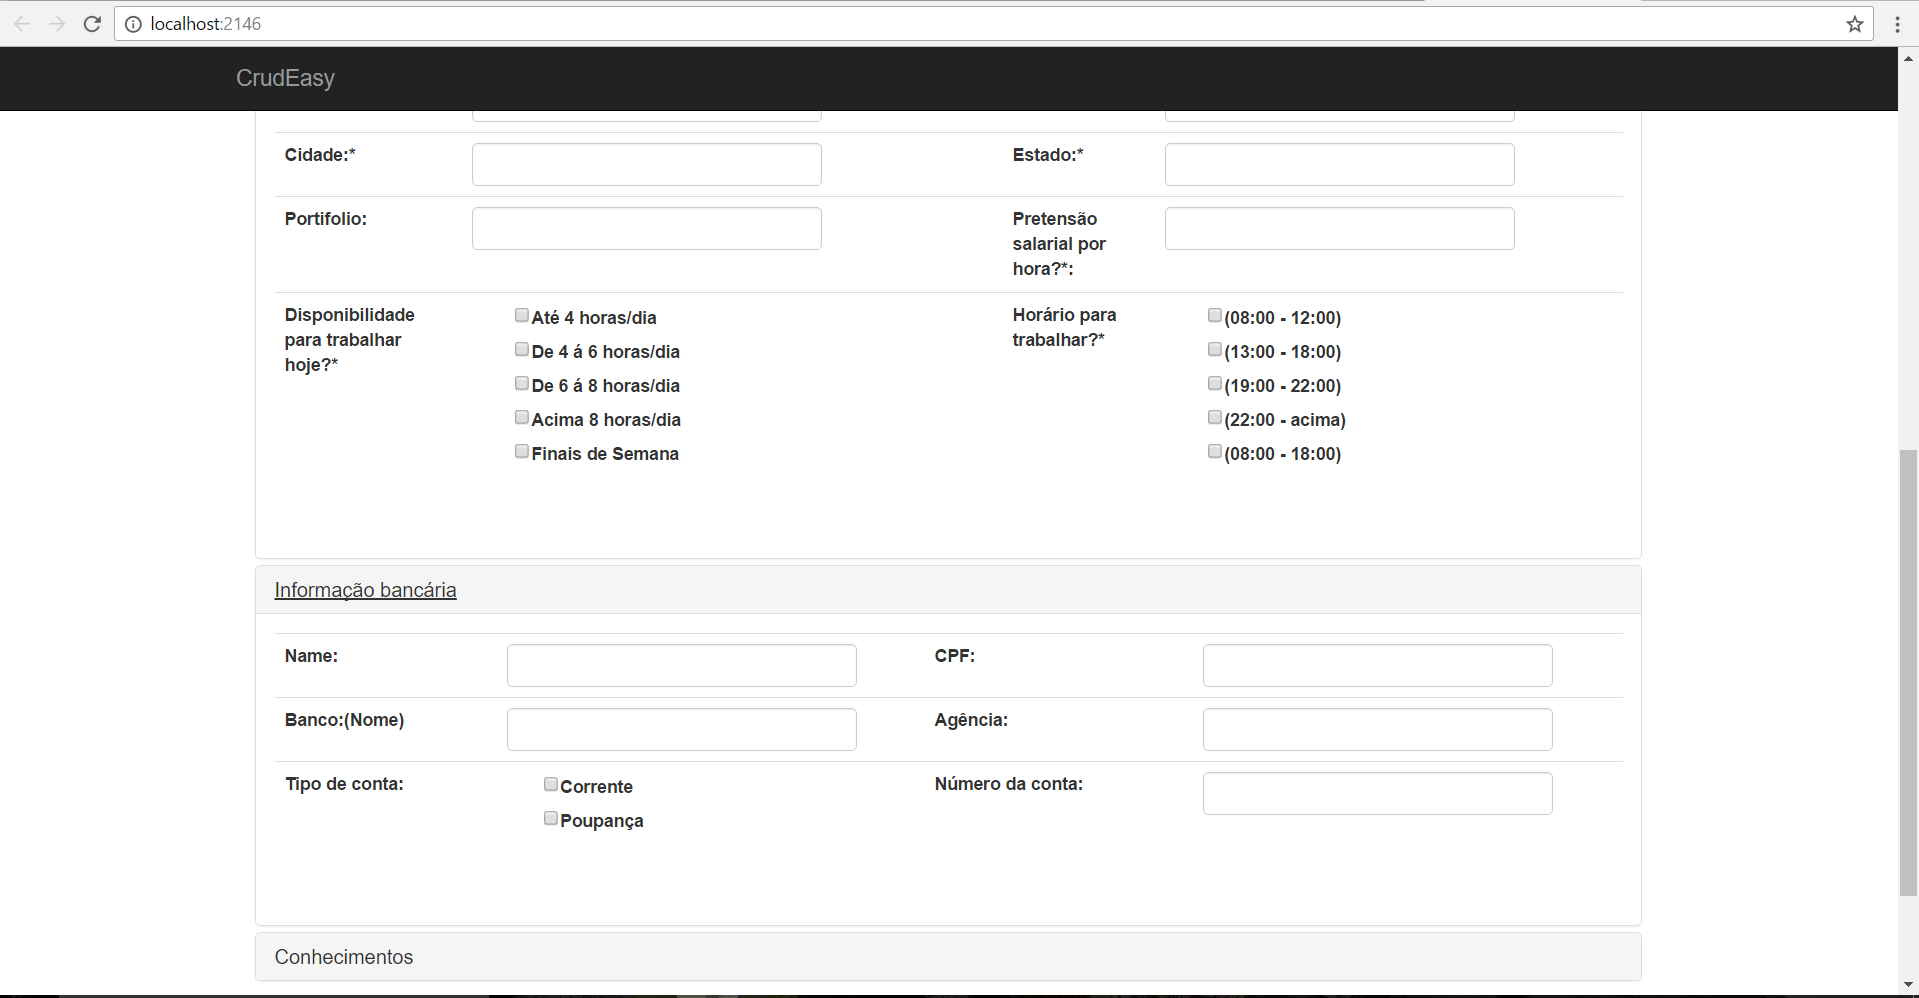 localhost:2146
CrudEasy
Cidade:*
Estado:*
Portifolio:
Pretensão
salarial por
hora?*:
Disponibilidade
para trabalhar
hoje?*
Até 4 horas/dia
De 4 á 6 horas/dia
De 6 á 8 horas/dia
Acima 8 horas/dia
Finais de Semana
Horário para
trabalhar?*
(08:00 - 12:00)
(13:00 - 18:00)
(19:00 - 22:00)
(22:00 - acima)
(08:00 - 18:00)
Informação bancária
Name:
CPF:
Banco:(Nome)
Agência:
Tipo de conta:
Corrente
Poupança
Número da conta:
Conhecimentos